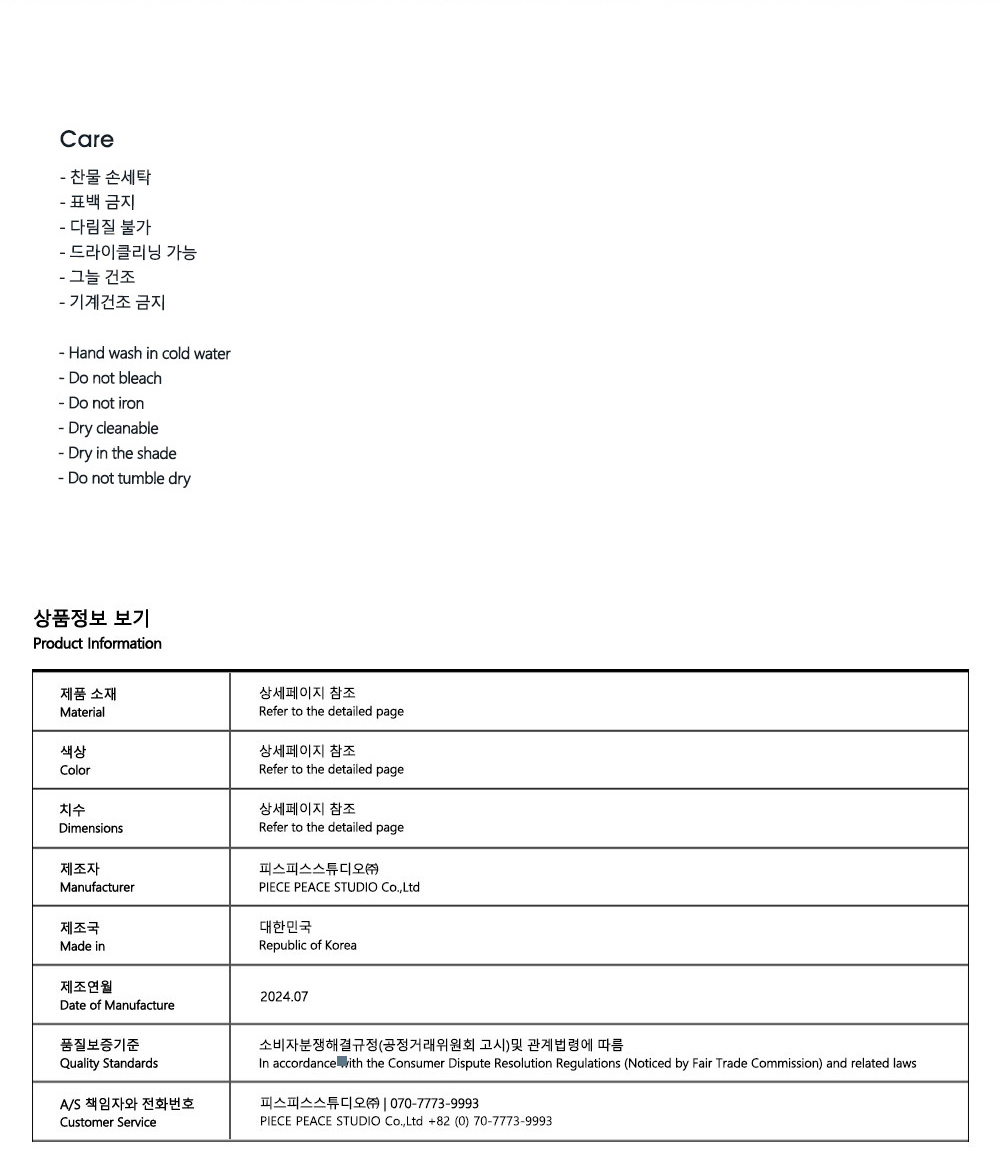 Care
- 찬물 손세탁
- 표백 금지
- 다림질 불가
- 드라이클리닝 가능
- 그늘 건조
- 기계건조 금지
- Hand wash in cold water
- Do not bleach
- Do not iron
- Dry cleanable
- Dry in the shade
- Do not tumble dry
상품정보 보기
Product Information
제품 소재
Material
상세페이지 참조
Refer to the detailed page
색상
Color
상세페이지 참조
Refer to the detailed page
치수
Dimensions
상세페이지 참조
Refer to the detailed page
제조자
Manufacturer
피스피스스튜디오㈜
PIECE PEACE STUDIO Co.,Ltd
제조국
Made in
대한민국
Republic of Korea
제조연월
Date of Manufacture
2024.07
품질보증기준
Quality Standards
소비자분쟁해결규정(공정거래위원회 고시)및 관계법령에 따름
In accordance with the Consumer Dispute Resolution Regulations (Noticed by Fair Trade Commission) and related laws
A/S 책임자와 전화번호
Customer Service
피스피스스튜디오㈜ | 070-7773-9993
PIECE PEACE STUDIO Co.,Ltd +82 (0) 70-7773-9993